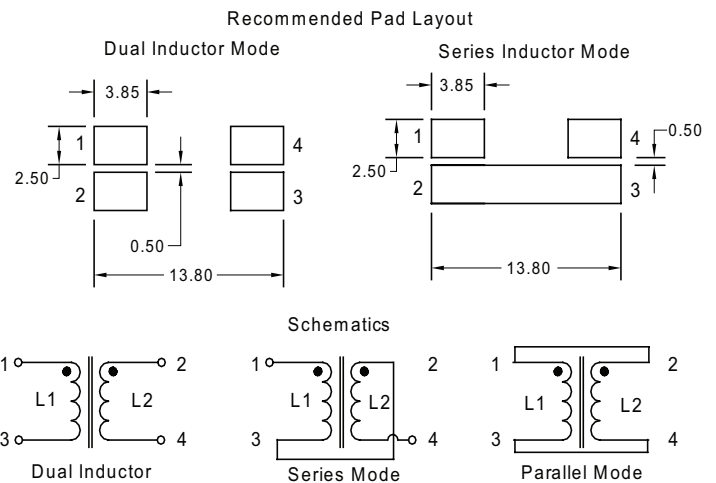 Recommended Pad Layout
Dual Inductor Mode
Series Inductor Mode
3.85
3.85
1
4
1
4
0.50
2.50
2.50
2
3
2
3
0.50
13.80
13.80
Schematics
1
2
1
2
1
2
L1
L2
L1
L2
L1
L2
3
4
3
4
3
4
Dual Inductor
Series Mode
Parallel Mode